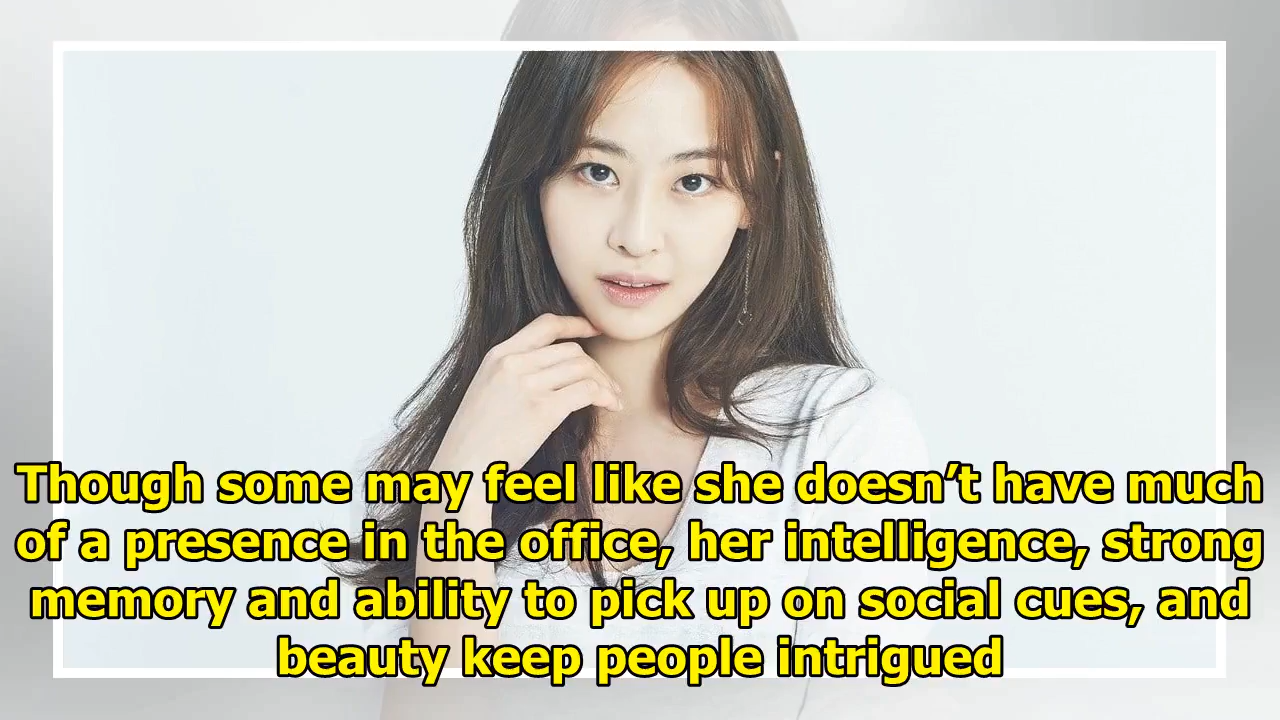 Though some may feel like she doesn’t have much
of a presence in the office, her intelligence, strong
memory and ability to pick up on social cues, and
beauty keep people intrigued